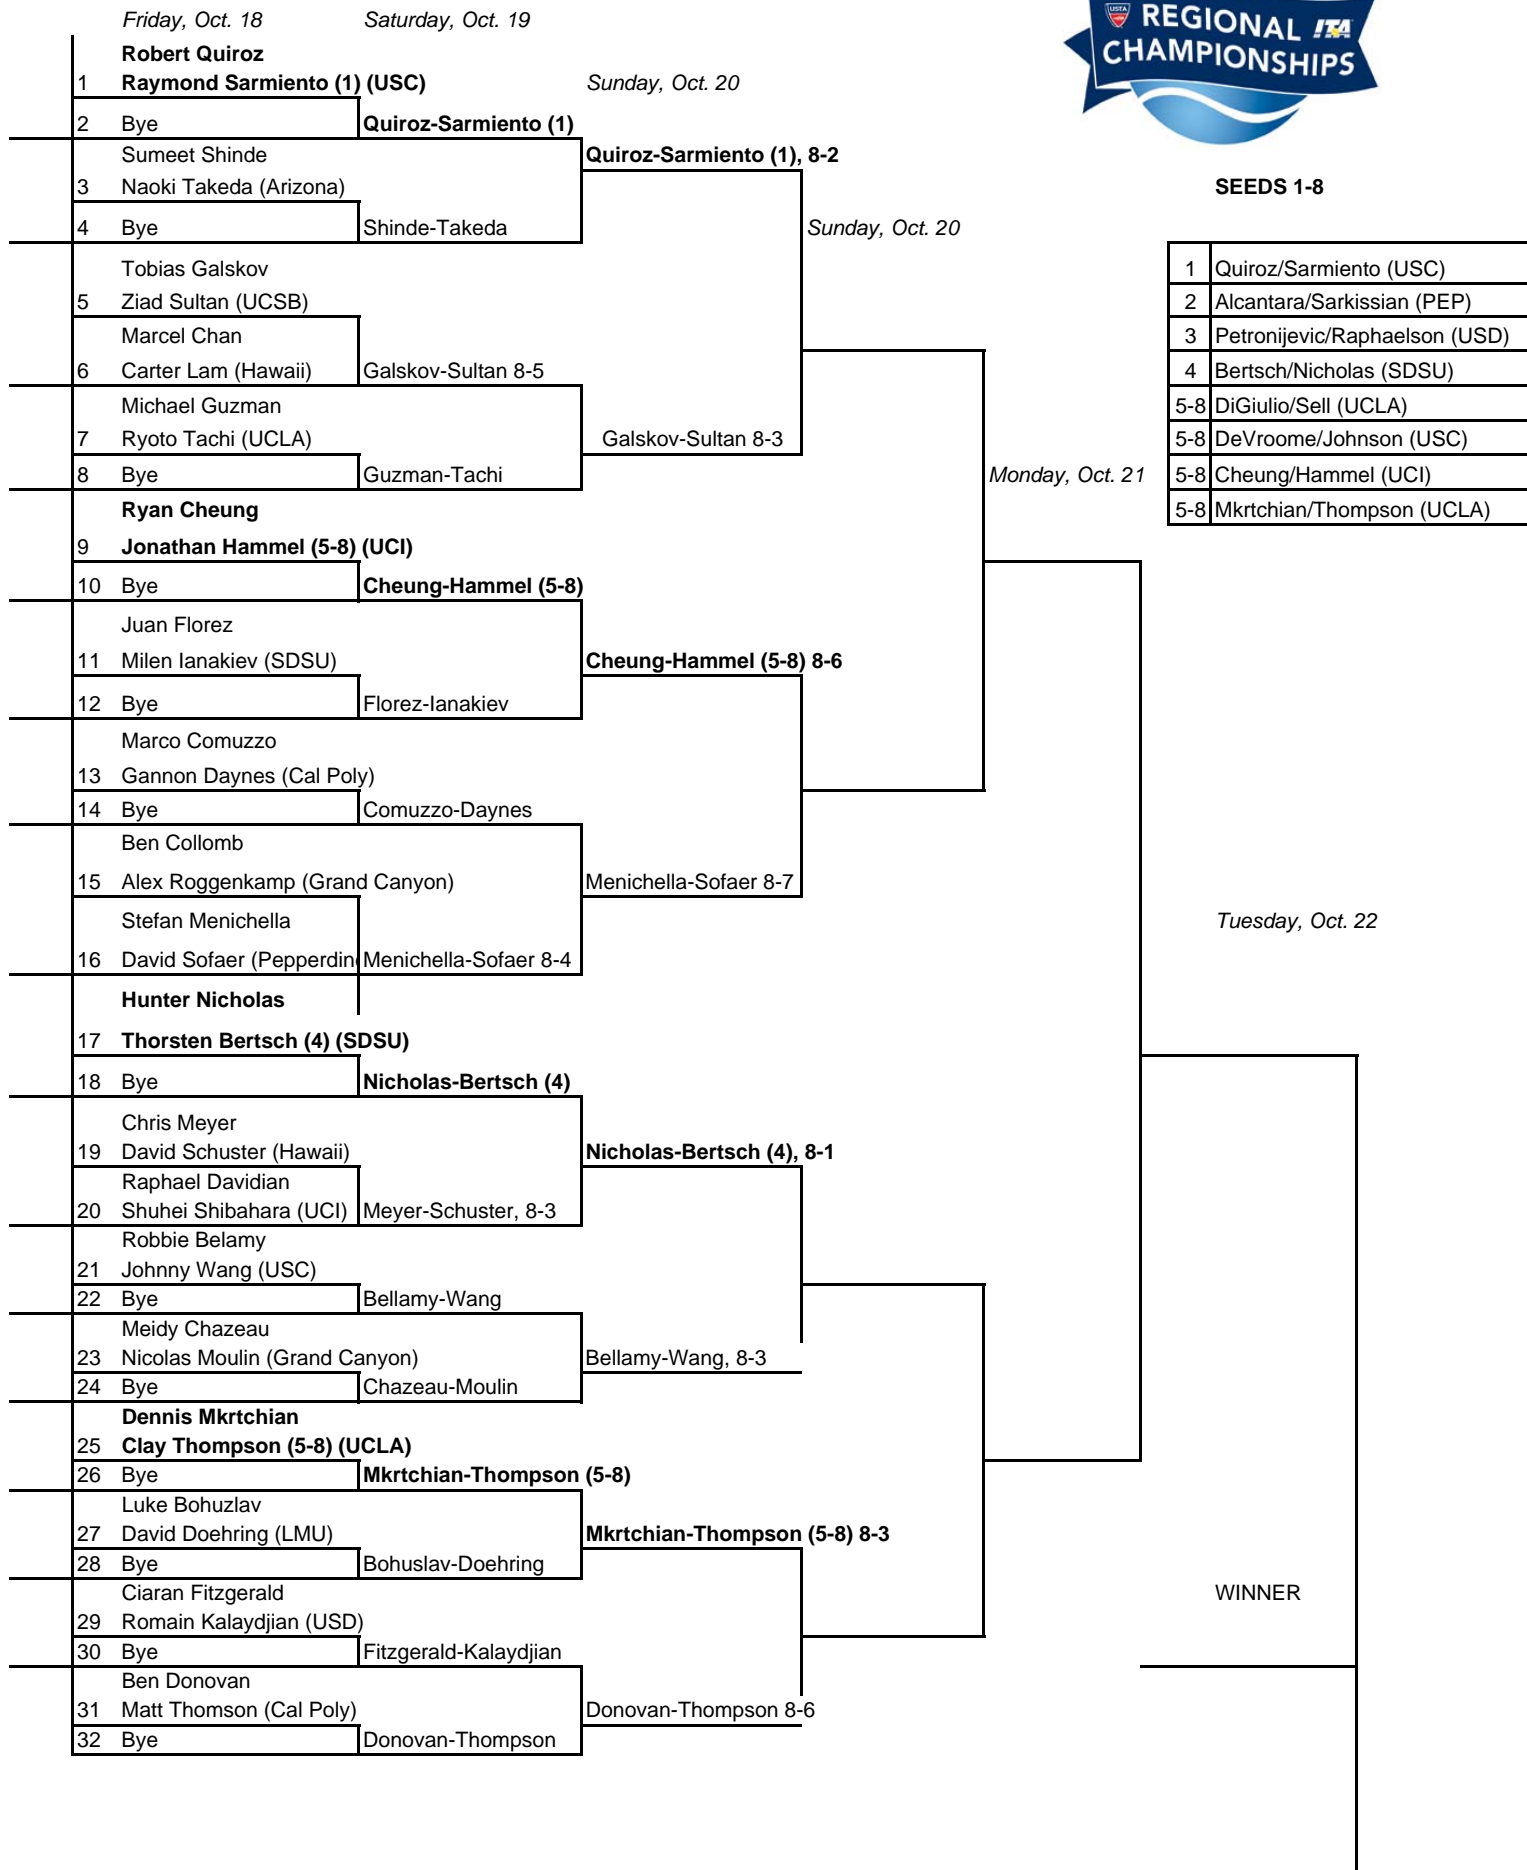 Friday, Oct. 18
Saturday, Oct. 19
USTA REGIONAL ITA
CHAMPIONSHIPS
Robert Quiroz
1 Raymond Sarmiento (1) (USC)
Sunday, Oct. 20
2 Bye
Quiroz-Sarmiento (1)
Sumeet Shinde
Quiroz-Sarmiento (1), 8-2
3 Naoki Takeda (Arizona)
SEEDS 1-8
4 Bye
Shinde-Takeda
Sunday, Oct. 20
Tobias Galskov
1 Quiroz/Sarmiento (USC)
5 Ziad Sultan (UCSB)
2 Alcantara/Sarkissian (PEP)
Marcel Chan
3 Petronijevic/Raphaelson (USD)
6 Carter Lam (Hawaii)
Galskov-Sultan 8-5
4 Bertsch/Nicholas (SDSU)
Michael Guzman
5-8 DiGiulio/Sell (UCLA)
7 Ryoto Tachi (UCLA)
Galskov-Sultan 8-3
5-8 DeVroome/Johnson (USC)
8 Bye
Guzman-Tachi
Monday, Oct. 21
5-8 Cheung/Hammel (UCI)
Ryan Cheung
5-8 Mkrtchian/Thompson (UCLA)
9 Jonathan Hammel (5-8) (UCI)
10 Bye
Cheung-Hammel (5-8)
Juan Florez
11 Milen Ianakiev (SDSU)
Cheung-Hammel (5-8) 8-6
12 Bye
Florez-Ianakiev
Marco Comuzzo
13 Gannon Daynes (Cal Poly)
14 Bye
Comuzzo-Daynes
Ben Collomb
15 Alex Roggenkamp (Grand Canyon)
Menichella-Sofaer 8-7
Stefan Menichella
Tuesday, Oct. 22
16 David Sofaer (Pepperdin
Menichella-Sofaer 8-4
Hunter Nicholas
17 Thorsten Bertsch (4) (SDSU)
18 Bye
Nicholas-Bertsch (4)
Chris Meyer
19 David Schuster (Hawaii)
Nicholas-Bertsch (4), 8-1
Raphael Davidian
20 Shuhei Shibahara (UCI)
Meyer-Schuster, 8-3
Robbie Belamy
21 Johnny Wang (USC)
22 Bye
Bellamy-Wang
Meidy Chazeau
23 Nicolas Moulin (Grand Canyon)
Bellamy-Wang, 8-3
24 Bye
Chazeau-Moulin
Dennis Mkrtchian
25 Clay Thompson (5-8) (UCLA)
26 Bye
Mkrtchian-Thompson (5-8)
Luke Bohuzlav
27 David Doehring (LMU)
Mkrtchian-Thompson (5-8) 8-3
28 Bye
Bohuslav-Doehring
Ciaran Fitzgerald
WINNER
29 Romain Kalaydjian (USD)
30 Bye
Fitzgerald-Kalaydjian
Ben Donovan
31 Matt Thomson (Cal Poly)
Donovan-Thompson 8-6
32 Bye
Donovan-Thompson